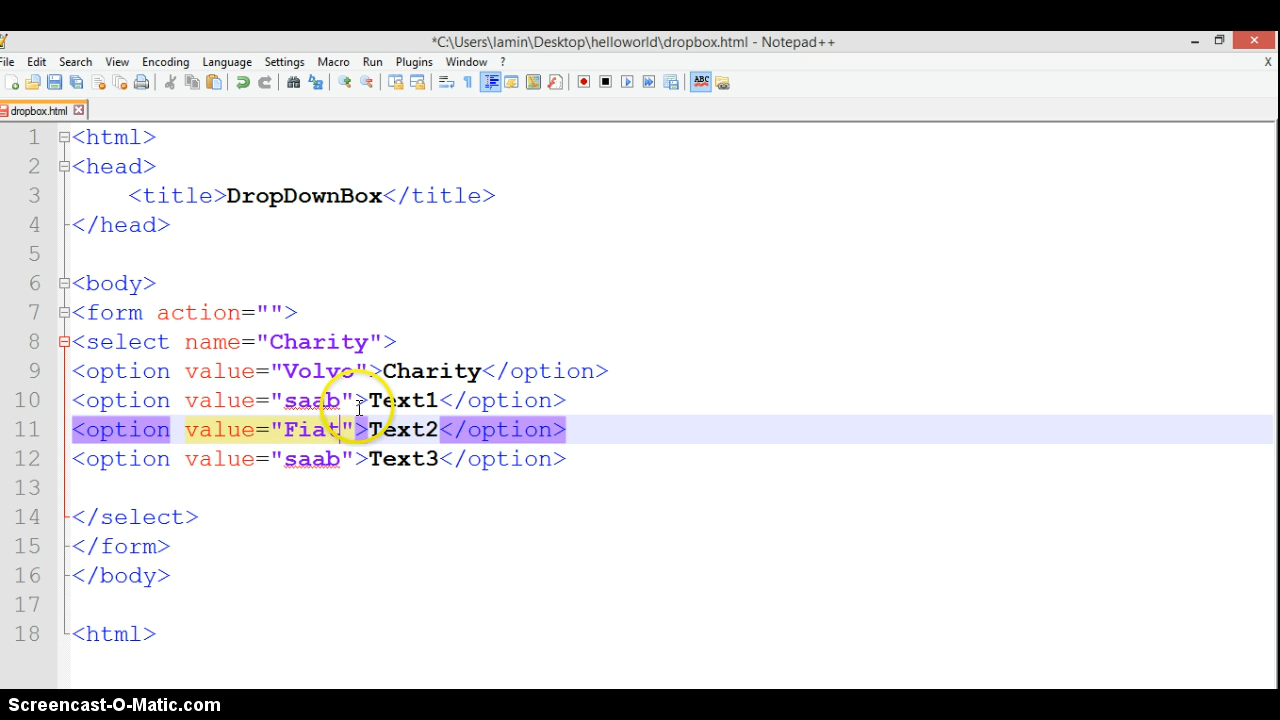 *C:\Users\lamin\Desktop\helloworld\dropbox.html - Notepad++
File Edit Search View Encoding Language Settings Macro Run Plugins Window ? X
ABC
dropbox.html
1 <html>
2 <head>
3 <title>DropDownBox</title>
4 </head>
5
6 <body>
7 <form action="">
8 <select name="Charity">
9 <option value="Volvo">Charity</option>
10 <option value="saab">Text1</option>
11 <option value="Fiat">Text2</option>
12 <option value="saab">Text3</option>
13
14 </select>
15 </form>
16 </body>
17
18 <html>
Screencast-O-Matic.com